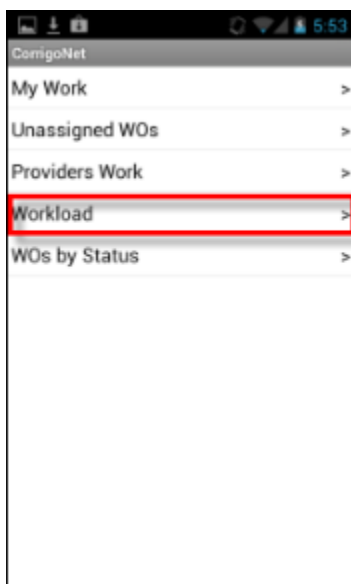 5:53
CorrigoNet
My Work >
Unassigned WOs >
Providers Work >
Workload >
WOs by Status >